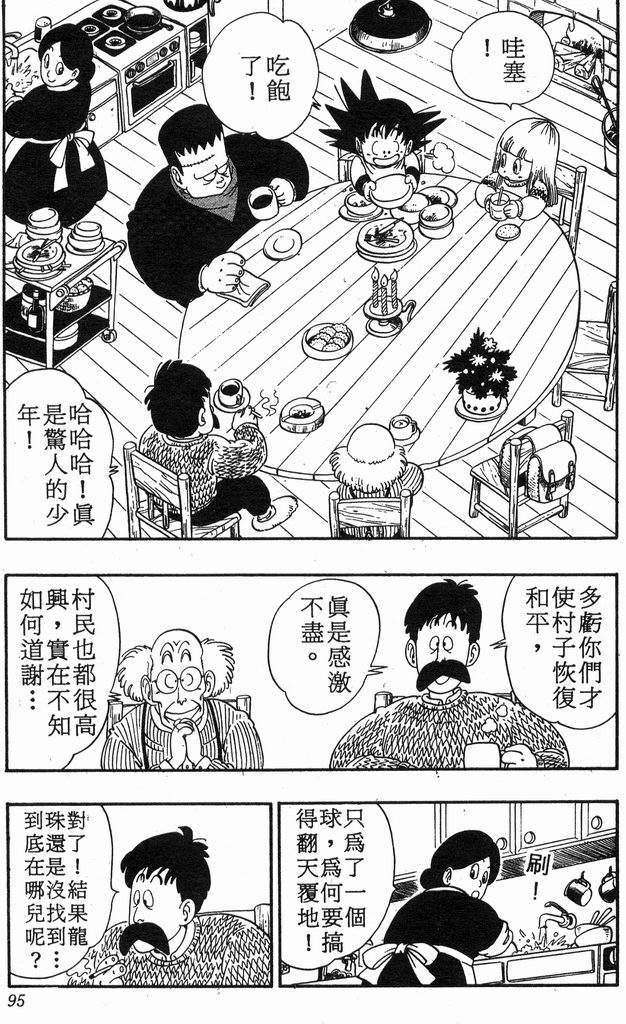 哇塞
！
吃飽
了！
哈哈哈！眞
是驚人的少
年！
多虧你們才
使村子恢復
和平，
眞是感激
不盡。
村民也都很高
興，實在不知
如何道謝…
只爲了一個
球，爲何要搞
得翻天覆地！
刷！
對了！結果龍
珠還是沒找到…
到底在哪兒呢？
95